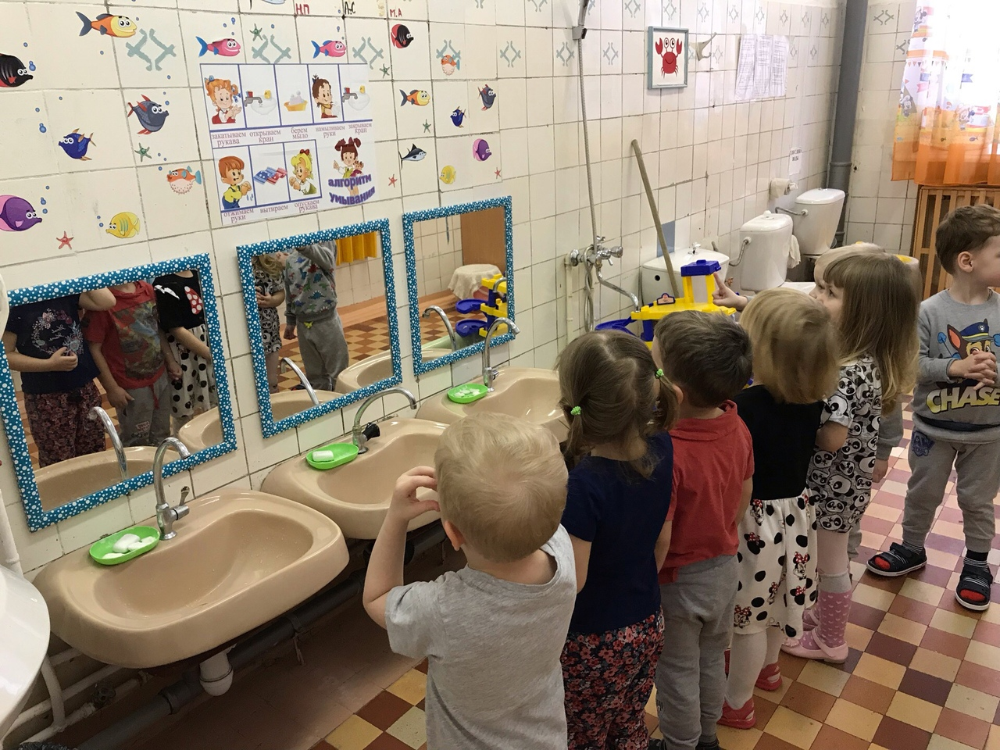 Н.П
Л.С
М.А
закатываем рукава
открываем кран
берем мыло
намыливаем руки
закрываем кран
отжимаем руки
вытираем
опускаем рукава
алгоритм
умывания
CHASE